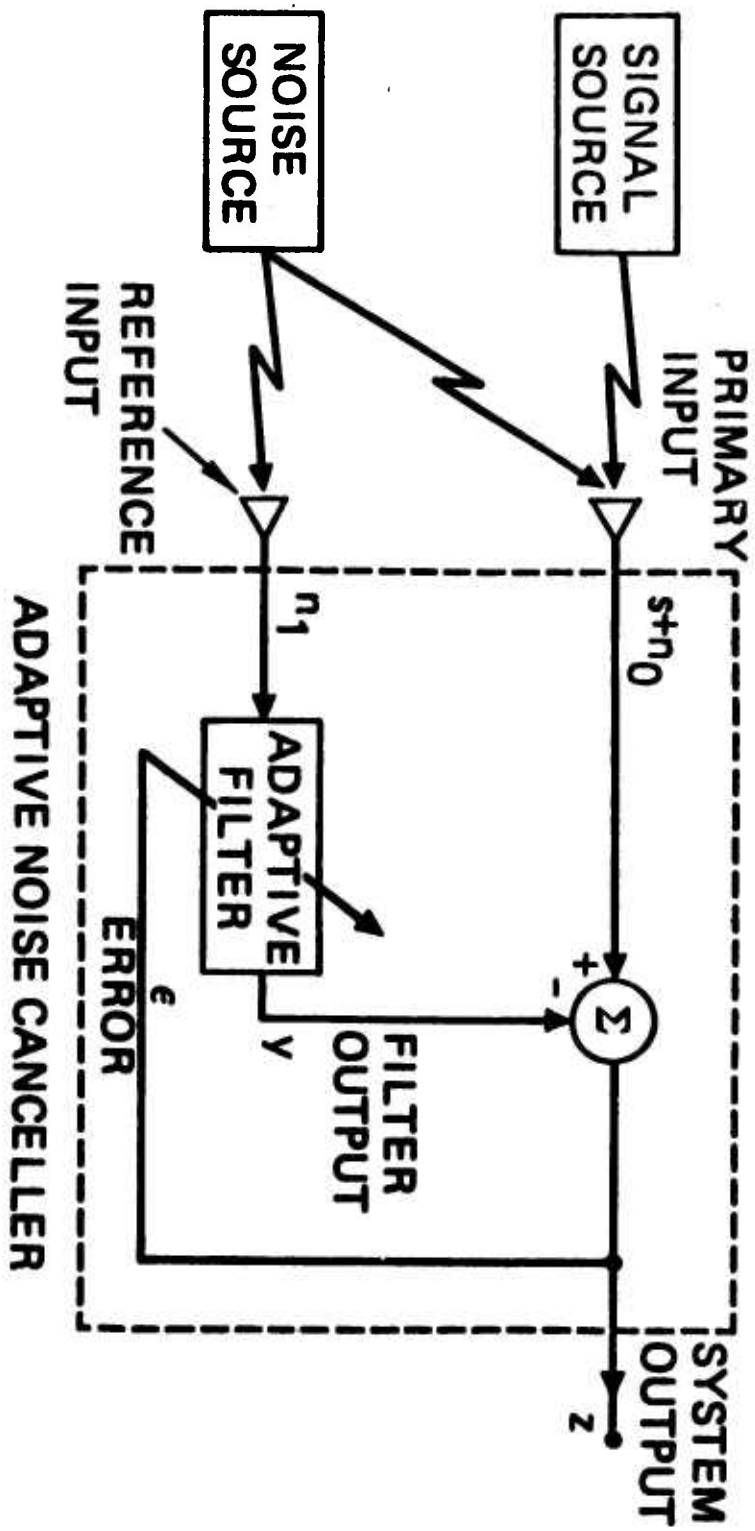 SIGNAL
SOURCE
PRIMARY
INPUT
s+n0
+
-
Σ
SYSTEM
OUTPUT
z
FILTER
OUTPUT
y
NOISE
SOURCE
REFERENCE
INPUT
n1
ADAPTIVE
FILTER
ε
ERROR
ADAPTIVE NOISE CANCELLER